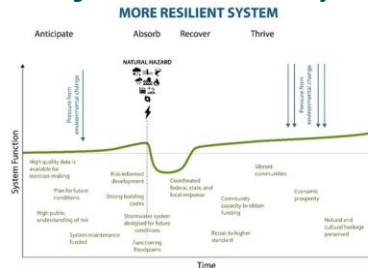 MORE RESILIENT SYSTEM
Anticipate
Absorb
Recover
Thrive
NATURAL HAZARD
Pressure from
environmental change
Pressure from
environmental change
System Function
High quality data is
available for
decision making
Plan for future
conditions
High public
understanding of risk
System maintenance
funded
Risk-informed
development
Strong building
codes
Stormwater system
designed for future
conditions
Functioning
floodplains
Coordinated
federal, state, and
local response
Repair to higher
standard
Community
capacity to obtain
funding
Vibrant
communities
Economic
prosperity
Natural and
cultural heritage
preserved
Time